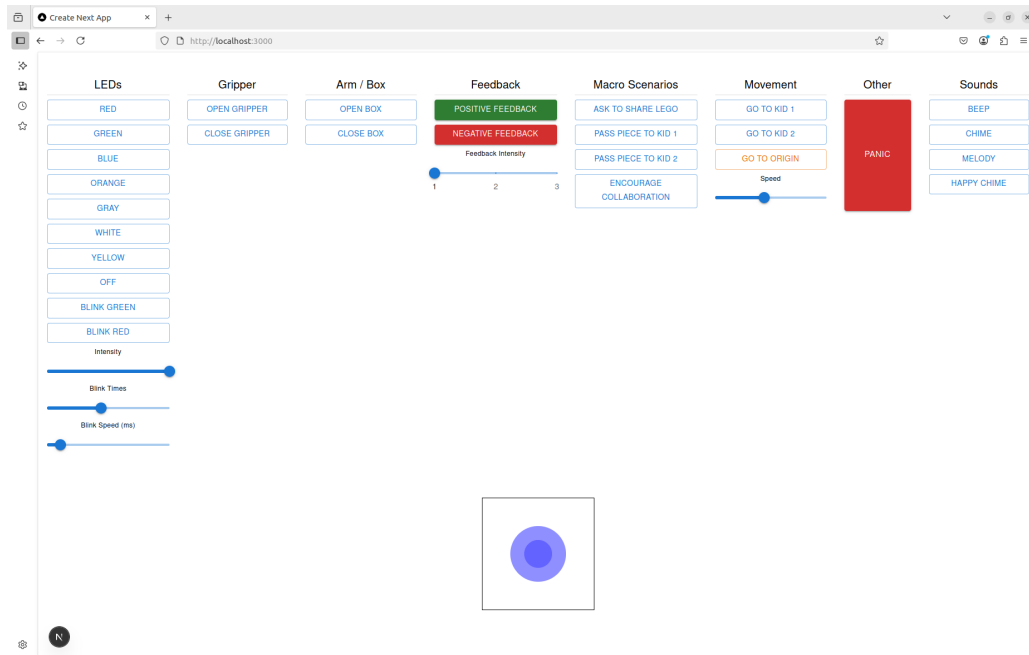 Create Next App
http://localhost:3000
LEDs
RED
GREEN
BLUE
ORANGE
GRAY
WHITE
YELLOW
OFF
BLINK GREEN
BLINK RED
Intensity
Blink Times
Blink Speed (ms)
Gripper
OPEN GRIPPER
CLOSE GRIPPER
Arm / Box
OPEN BOX
CLOSE BOX
Feedback
POSITIVE FEEDBACK
NEGATIVE FEEDBACK
Feedback Intensity
1 2 3
Macro Scenarios
ASK TO SHARE LEGO
PASS PIECE TO KID 1
PASS PIECE TO KID 2
ENCOURAGE
COLLABORATION
Movement
GO TO KID 1
GO TO KID 2
GO TO ORIGIN
Speed
Other
PANIC
Sounds
BEEP
CHIME
MELODY
HAPPY CHIME
N